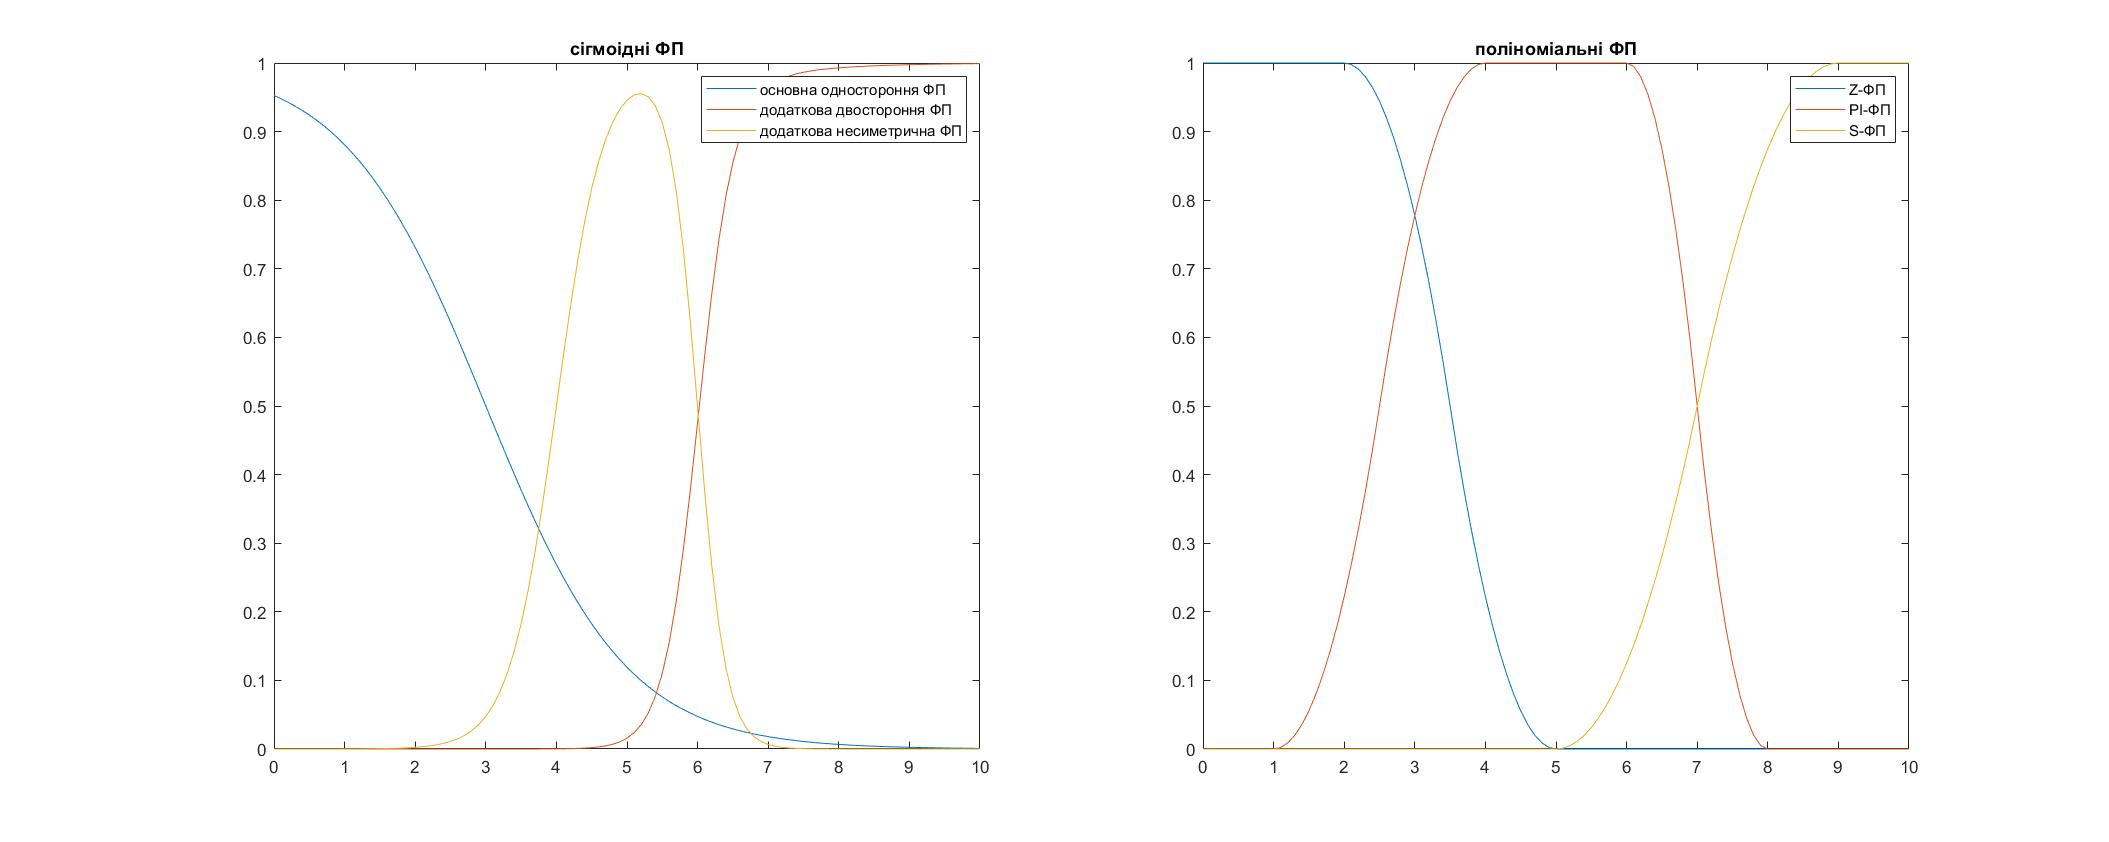 сігмоідні ФП
1
0.9
0.8
0.7
0.6
0.5
0.4
0.3
0.2
0.1
0
0 1 2 3 4 5 6 7 8 9 10
основна одностороння ФП
додаткова двостороння ФП
додаткова несиметрична ФП
поліноміальні ФП
1
0.9
0.8
0.7
0.6
0.5
0.4
0.3
0.2
0.1
0
0 1 2 3 4 5 6 7 8 9 10
Z-ФП
PI-ФП
S-ФП